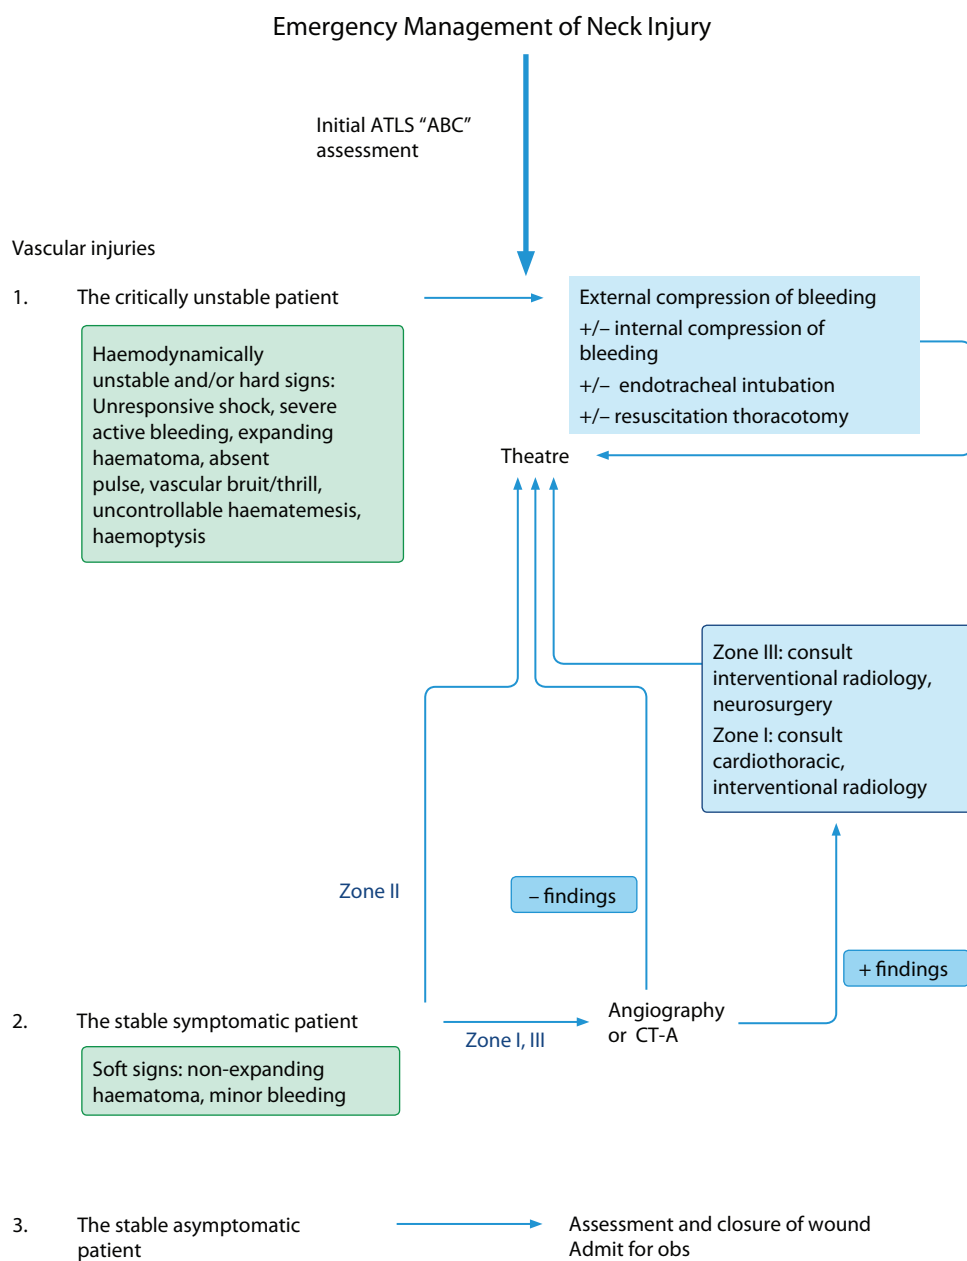 Emergency Management of Neck Injury
Initial ATLS “ABC”
assessment
Vascular injuries
1. The critically unstable patient
Haemodynamically
unstable and/or hard signs:
Unresponsive shock, severe
active bleeding, expanding
haematoma, absent
pulse, vascular bruit/thrill,
uncontrollable haematemesis,
haemoptysis
External compression of bleeding
+/– internal compression of
bleeding
+/– endotracheal intubation
+/– resuscitation thoracotomy
Theatre
Zone III: consult
interventional radiology,
neurosurgery
Zone I: consult
cardiothoracic,
interventional radiology
Zone II
– findings
+ findings
2. The stable symptomatic patient
Zone I, III
Angiography
or CT-A
Soft signs: non-expanding
haematoma, minor bleeding
3. The stable asymptomatic
patient
Assessment and closure of wound
Admit for obs